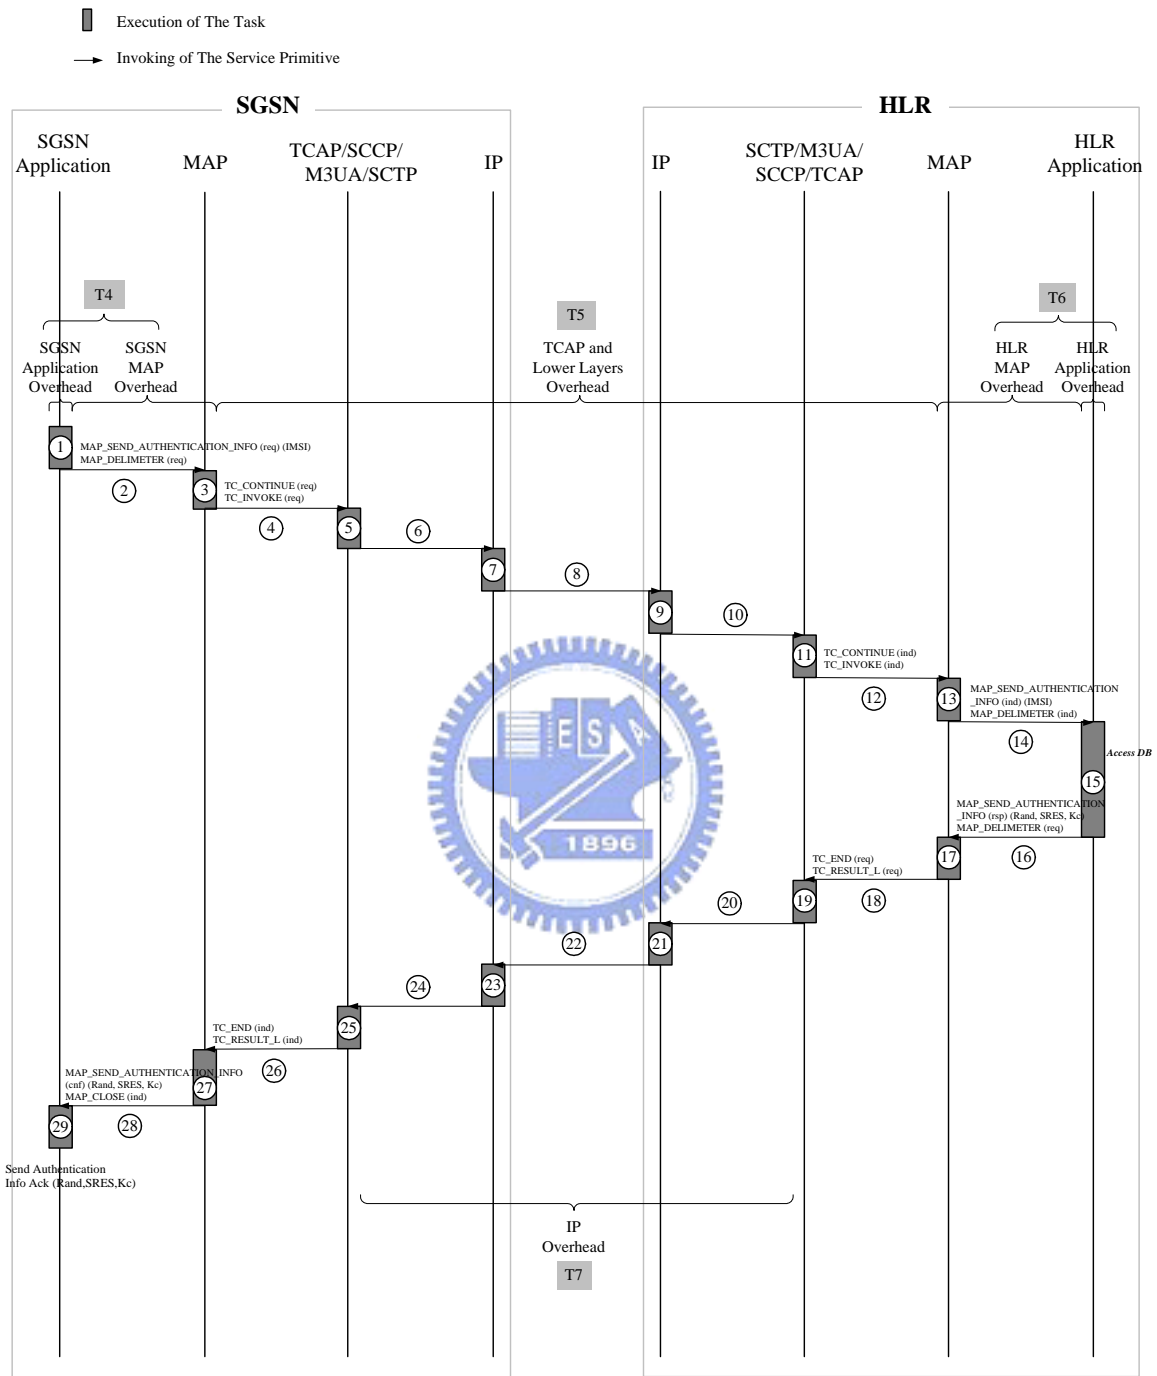 Execution of The Task
Invoking of The Service Primitive
SGSN
HLR
SGSN
Application
MAP
TCAP/SCCP/
M3UA/SCTP
IP
IP
SCTP/M3UA/
SCCP/TCAP
MAP
HLR
Application
T4
T5
T6
SGSN
Application
Overhead
SGSN
MAP
Overhead
TCAP and
Lower Layers
Overhead
HLR
MAP
Overhead
HLR
Application
Overhead
1
MAP_SEND_AUTHENTICATION_INFO (req) (IMSI)
MAP_DELIMETER (req)
2
3
TC_CONTINUE (req)
TC_INVOKE (req)
4
5
6
7
8
9
10
11
TC_CONTINUE (ind)
TC_INVOKE (ind)
12
13
MAP_SEND_AUTHENTICATION
_INFO (ind) (IMSI)
MAP_DELIMETER (ind)
14
Access DB
15
MAP_SEND_AUTHENTICATION
_INFO (rsp) (Rand, SRES, Kc)
MAP_DELIMETER (req)
16
17
TC_END (req)
TC_RESULT_L (req)
18
19
20
21
22
23
24
25
TC_END (ind)
TC_RESULT_L (ind)
26
27
MAP_SEND_AUTHENTICATION_INFO
(cnf) (Rand, SRES, Kc)
MAP_CLOSE (ind)
28
29
Send Authentication
Info Ack (Rand,SRES,Kc)
E S A
1896
IP
Overhead
T7